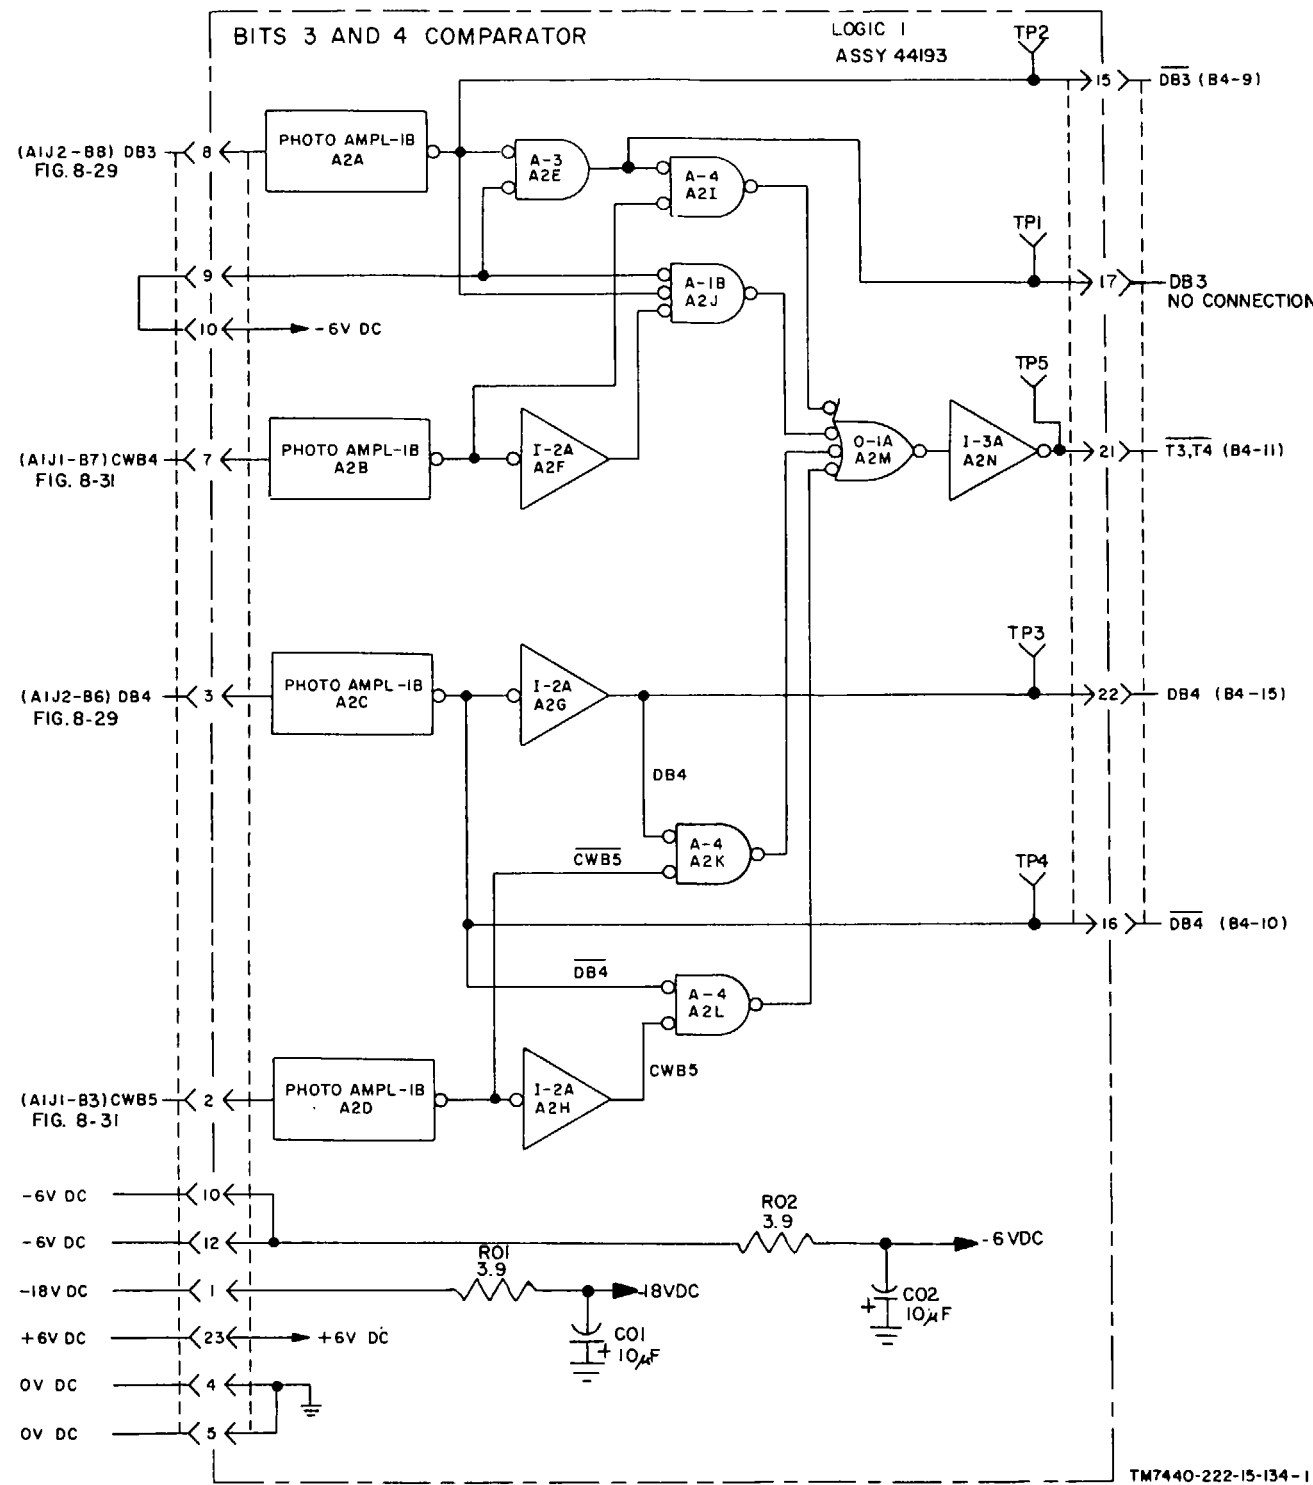 BITS 3 AND 4 COMPARATOR
LOGIC 1
ASSY 44193
TP2
15
D̅B̅3̅ (B4-9)
(A1J2-B8) DB3
FIG. 8-29
8
PHOTO AMPL-1B
A2A
A-3
A2E
A-4
A2I
TP1
9
A-1B
A2J
17
DB3
NO CONNECTION
10
-6V DC
TP5
(A1J1-B7) CWB4
FIG. 8-31
7
PHOTO AMPL-1B
A2B
I-2A
A2F
O-1A
A2M
I-3A
A2N
21
T̅3̅,̅T̅4̅ (B4-11)
TP3
(A1J2-B6) DB4
FIG. 8-29
3
PHOTO AMPL-1B
A2C
I-2A
A2G
22
DB4 (B4-15)
DB4
C̅W̅B̅5̅
A-4
A2K
TP4
16
D̅B̅4̅ (B4-10)
D̅B̅4̅
A-4
A2L
CWB5
(A1J1-B3) CWB5
FIG. 8-31
2
PHOTO AMPL-1B
A2D
I-2A
A2H
-6V DC
10
-6V DC
12
R02
3.9
-6VDC
-18V DC
1
R01
3.9
-18VDC
C02
10µF
+
+6V DC
23
+6V DC
C01
10µF
+
0V DC
4
0V DC
5
TM7440-222-15-134-1